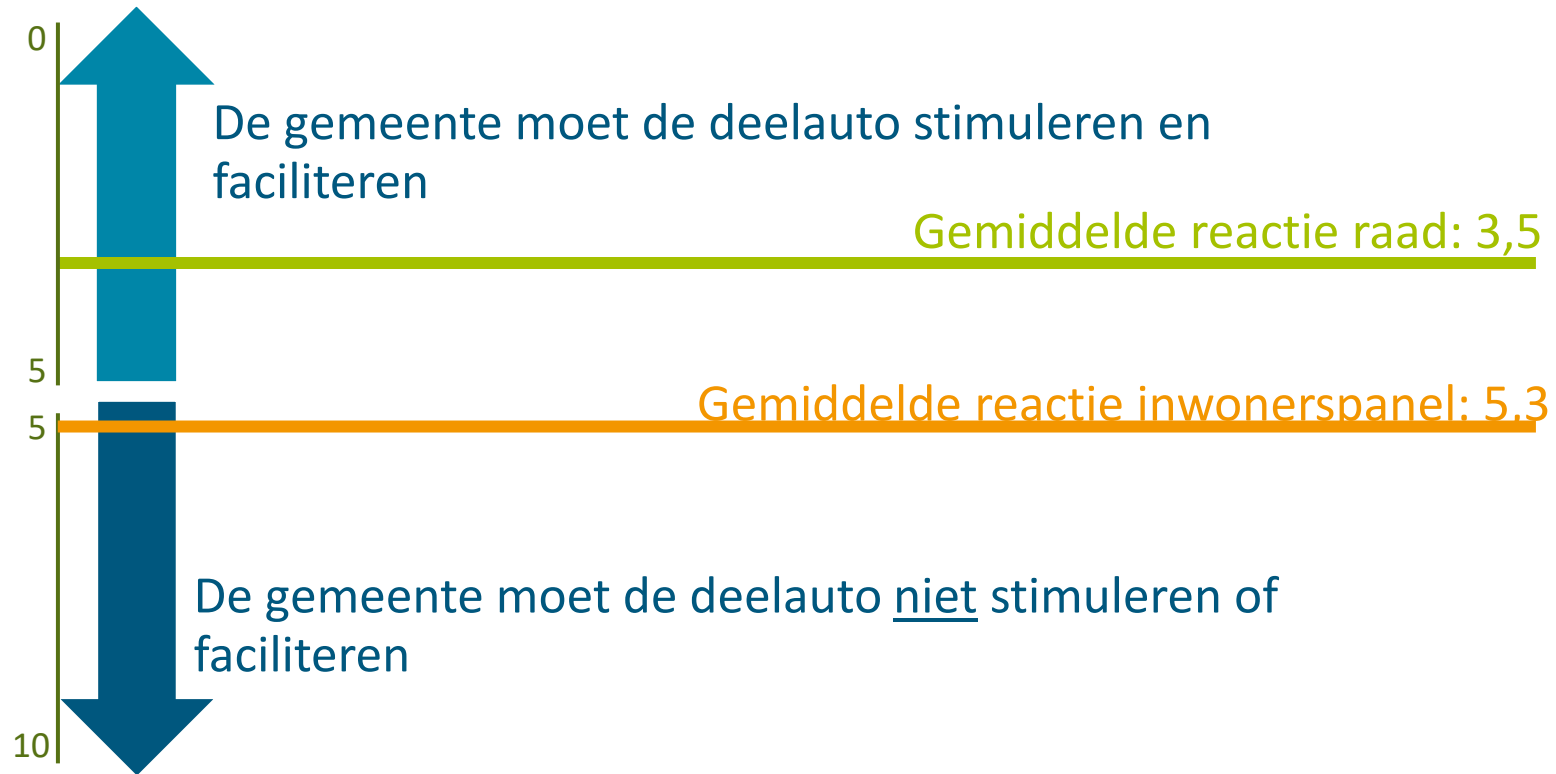 0
De gemeente moet de deelauto stimuleren en
faciliteren
Gemiddelde reactie raad: 3,5
5
Gemiddelde reactie inwonerspanel: 5,3
5
De gemeente moet de deelauto niet stimuleren of
faciliteren
10